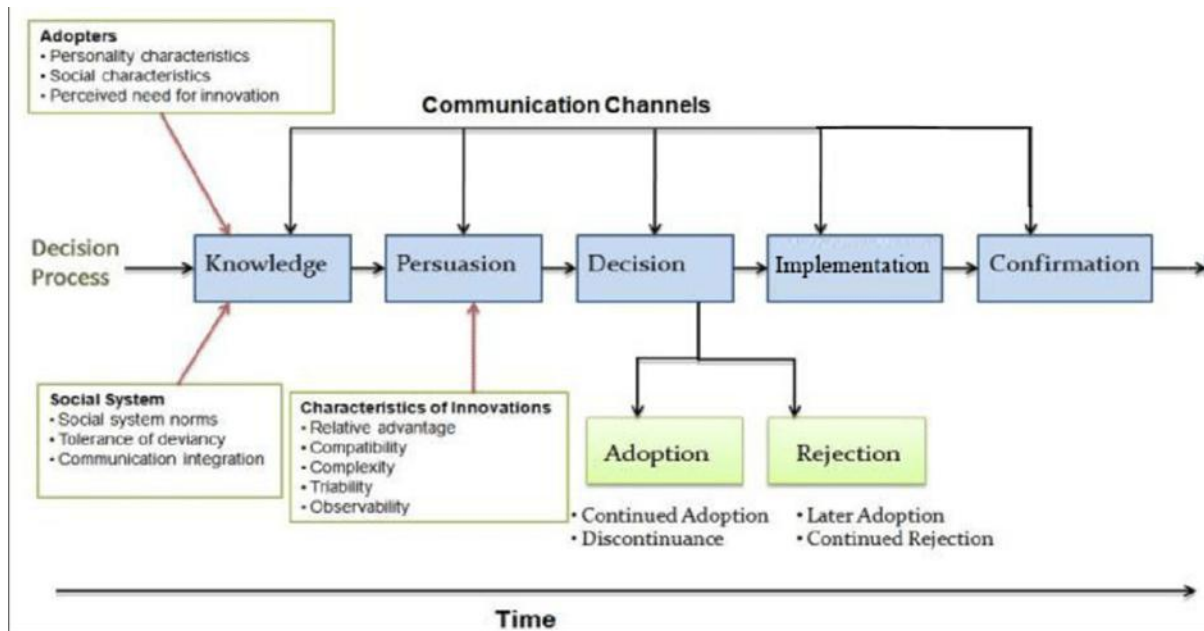 Adopters
• Personality characteristics
• Social characteristics
• Perceived need for innovation
Communication Channels
Decision
Process
Knowledge
Persuasion
Decision
Implementation
Confirmation
Social System
• Social system norms
• Tolerance of deviancy
• Communication integration
Characteristics of Innovations
• Relative advantage
• Compatibility
• Complexity
• Triability
• Observability
Adoption
• Continued Adoption
• Discontinuance
Rejection
• Later Adoption
• Continued Rejection
Time